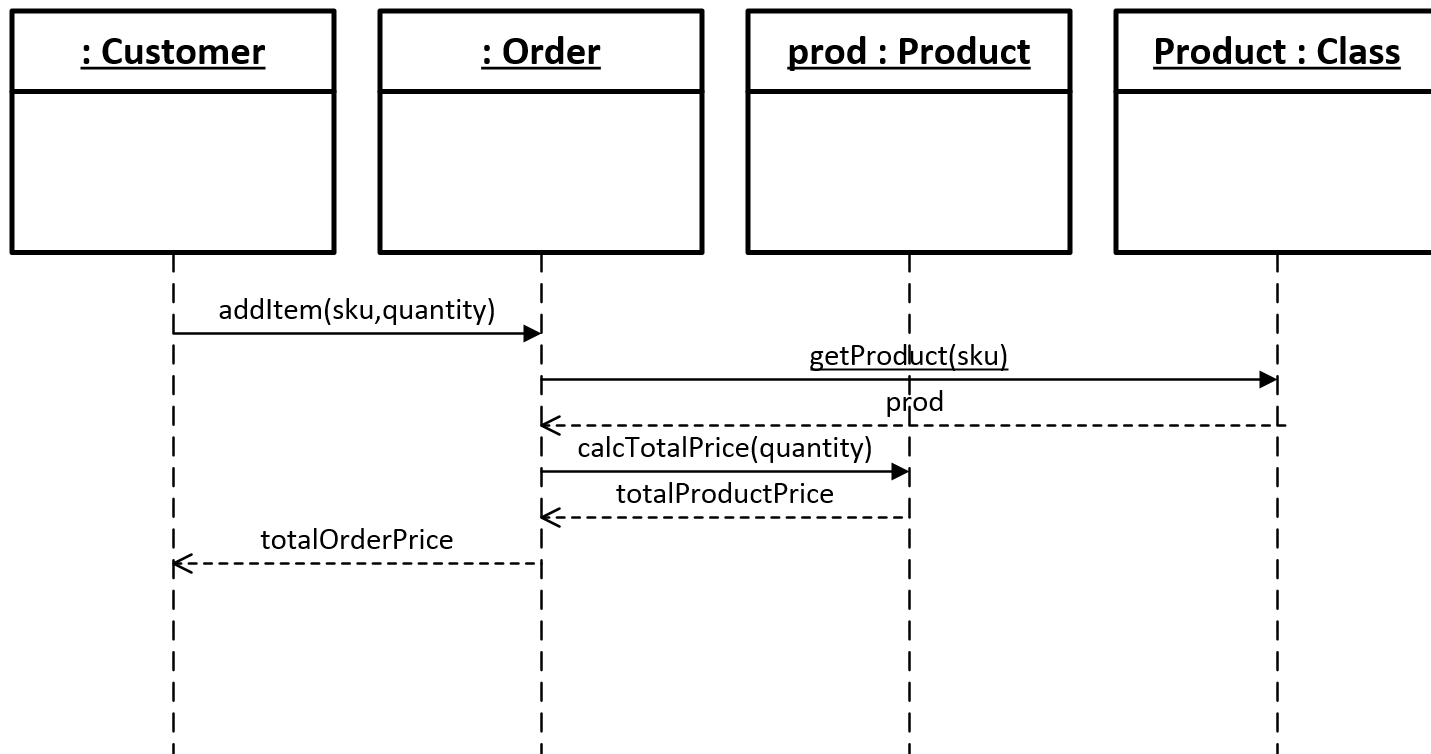 : Customer
: Order
prod : Product
Product : Class
addItem(sku,quantity)
getProduct(sku)
prod
calcTotalPrice(quantity)
totalProductPrice
totalOrderPrice